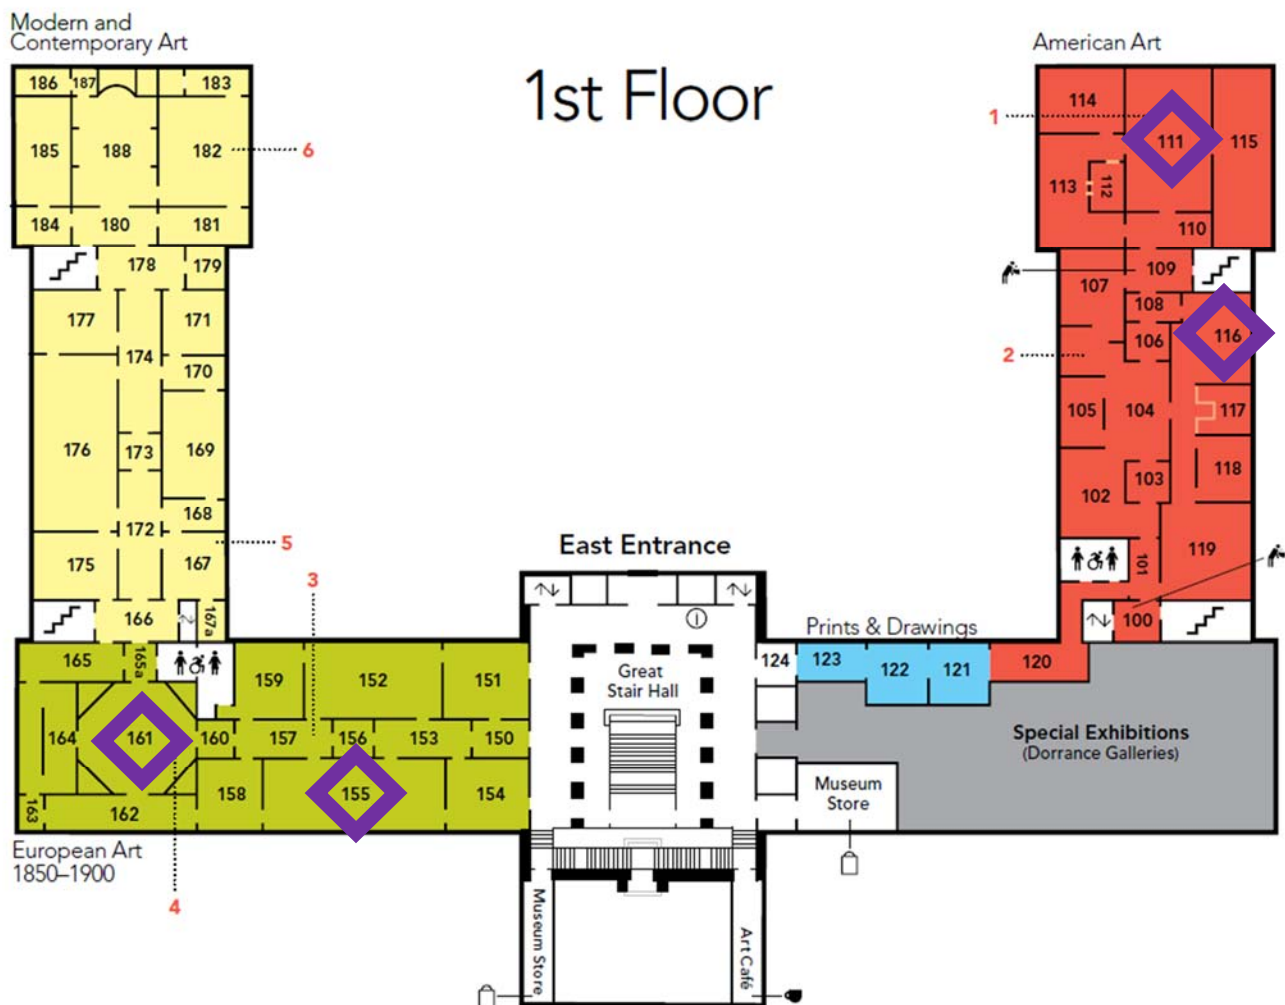 Modern and
Contemporary Art
1st Floor
American Art
186 187 183
185 188 182
6
184 180 181
178 179
177 171
174
170
176 173 169
168
172
5
175 167
166 167a
1
114
111 115
113 112
110
109
107
108
106 116
2
105 104 117
103 118
102
101 119
100
East Entrance
3
165 165a
159 152 151
164 161 160 157 156 153 150
158 155 154
163 162
European Art
1850–1900
4
Great
Stair Hall
Prints & Drawings
124 123 122 121 120
Special Exhibitions
(Dorrance Galleries)
Museum
Store
Museum Store
Art Café